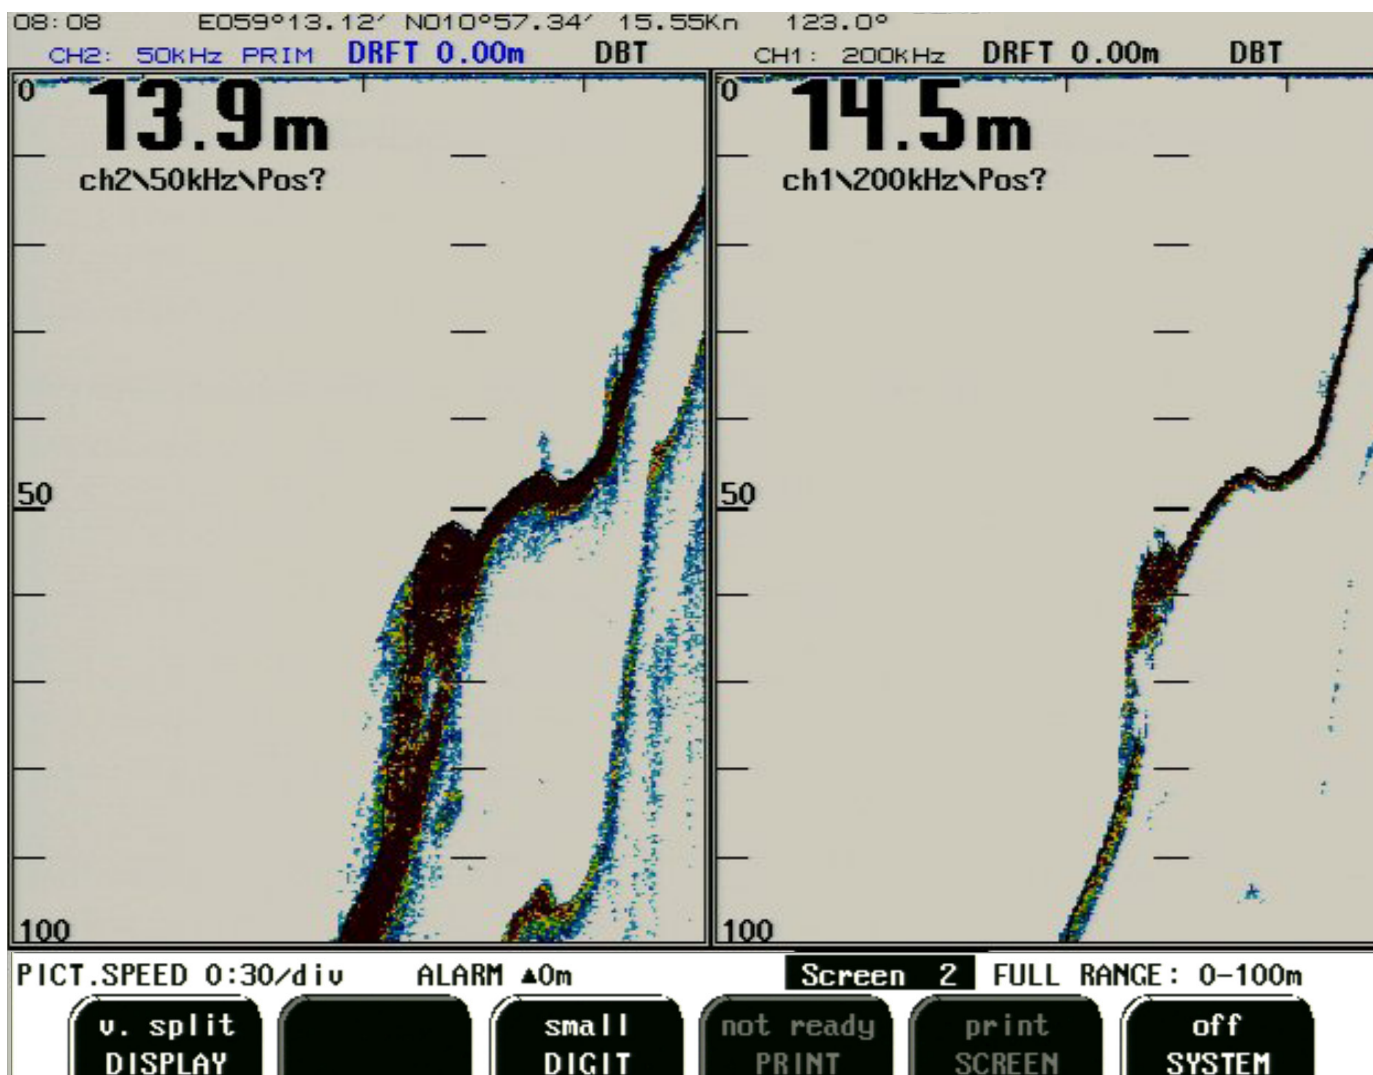 08:08 E059°13.12' N010°57.34' 15.55Kn 123.0°
CH2: 50KHZ PRIM DRFT 0.00m DBT CH1: 200KHZ DRFT 0.00m DBT
0 13.9m 0 14.5m
ch2\50kHz\Pos? ch1\200kHz\Pos?
50 50
100 100
PICT.SPEED 0:30/div ALARM ▲0m Screen 2 FULL RANGE: 0-100m
v. split small not ready print off
DISPLAY DIGIT PRINT SCREEN SYSTEM